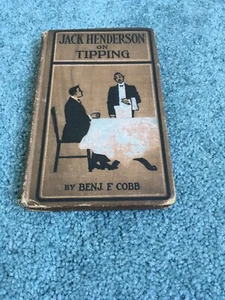 JACK HENDERSON
ON
TIPPING
BY BENJ. F. COBB